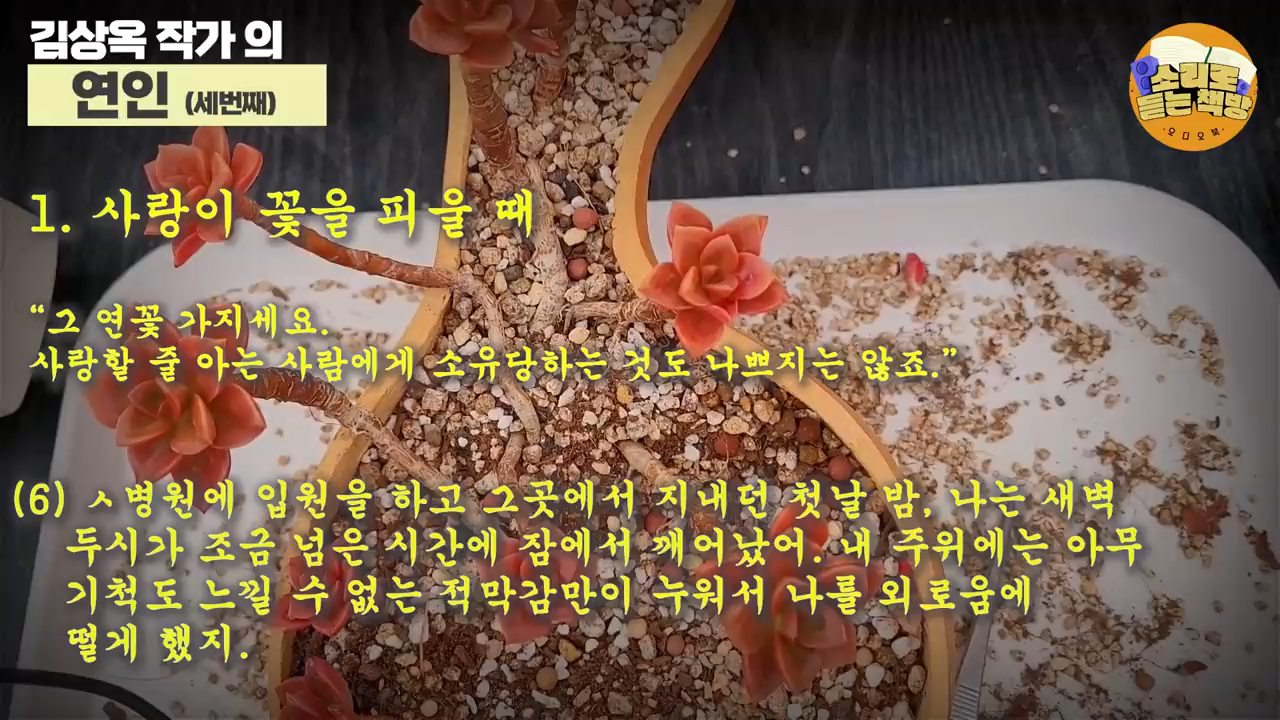 김상옥 작가 의
연인 (세번째)
소리로
듣는 책방
·오디오북·
1. 사랑이 꽃을 피울 때
“그 연꽃 가지세요.
사랑할 줄 아는 사람에게 소유당하는 것도 나쁘지는 않죠.”
(6) ㅅ병원에 입원을 하고 그곳에서 지내던 첫날 밤, 나는 새벽
두시가 조금 넘은 시간에 잠에서 깨어났어. 내 주위에는 아무
기척도 느낄 수 없는 적막감만이 누워서 나를 외로움에
떨게 했지.